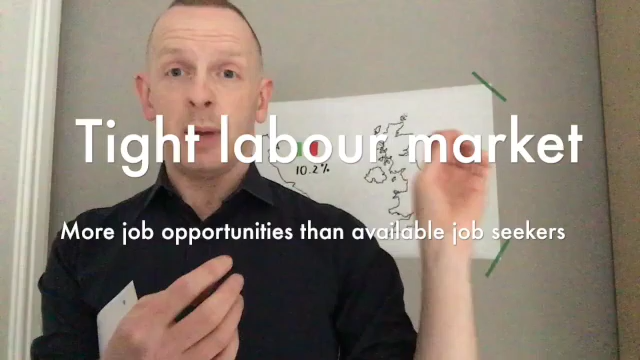 Tight labour market
10.2%
More job opportunities than available job seekers